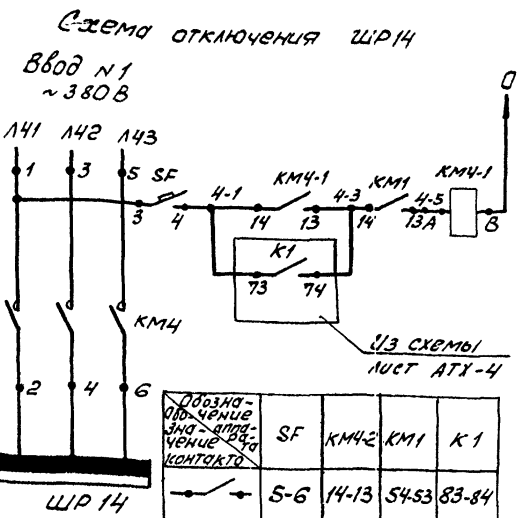 Схема отключения ШР14
Ввод N1
~380В
Л41 Л42 Л43
1 3 5 SF
3 4 4-1 14 КМ4-1 13 4-3 14 КМ1 13 4-5 А КМ4-1 В 0
К1
73 74
КМ4
Из схемы
лист АТХ-4
2 4 6
ШР14
Обозначение аппарата
Обозначение контакта
SF КМ4-2 КМ1 К1
5-6 14-13 54-53 83-84